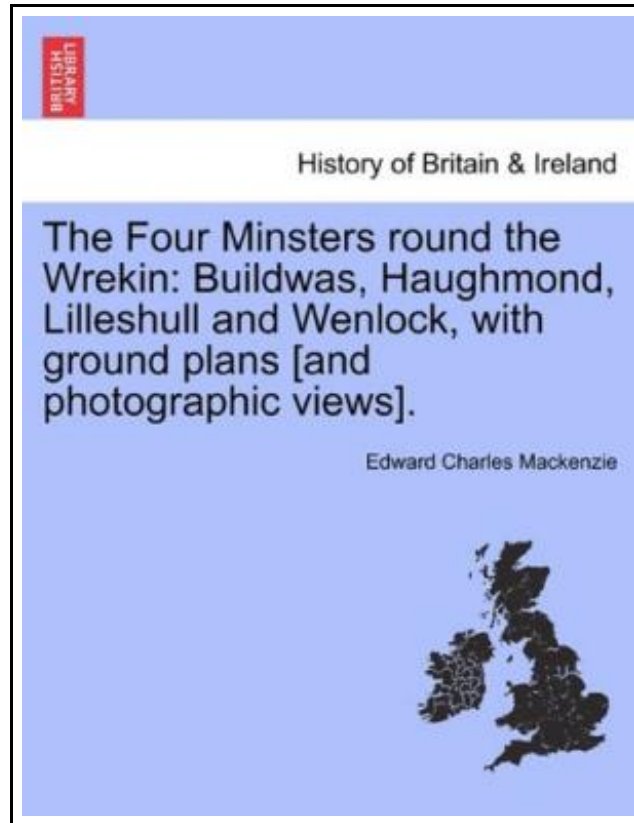 BRITISH
LIBRARY
History of Britain & Ireland
The Four Minsters round the
Wrekin: Buildwas, Haughmond,
Lilleshull and Wenlock, with
ground plans [and
photographic views].
Edward Charles Mackenzie